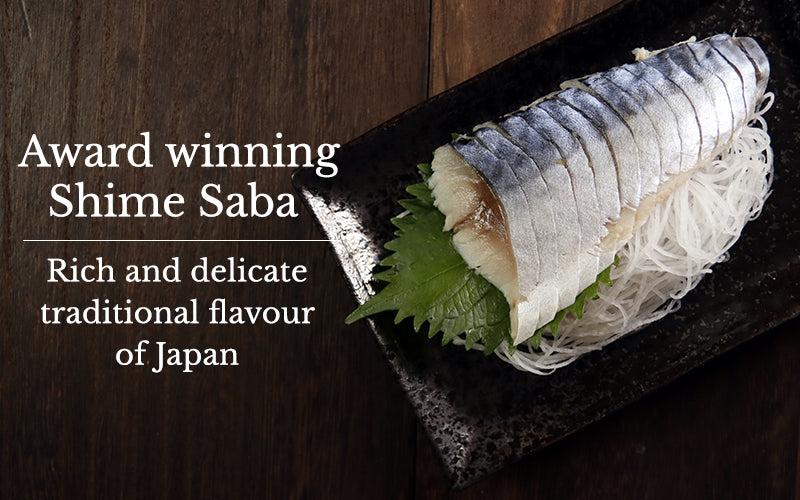 Award winning
Shime Saba
Rich and delicate
traditional flavour
of Japan